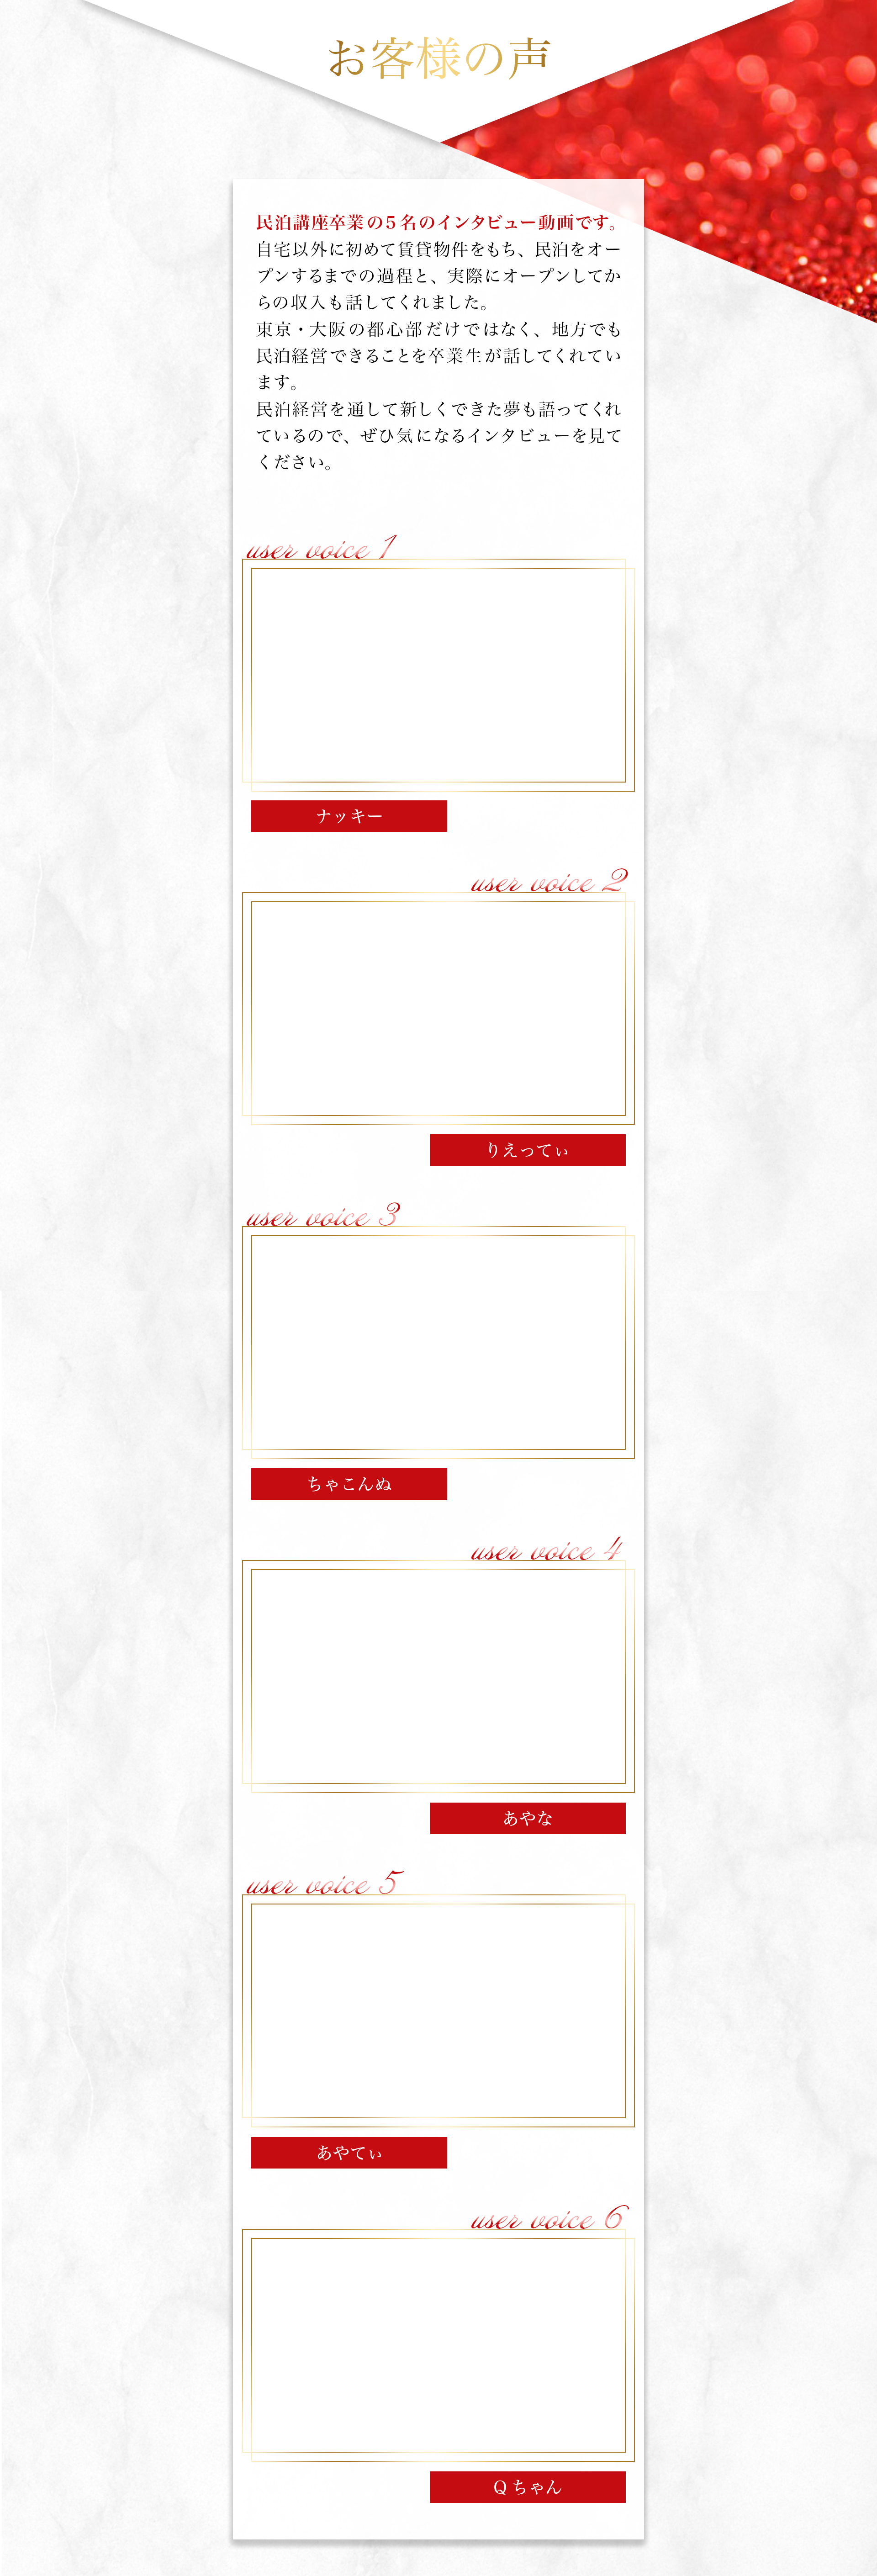 お客様の声
民泊講座卒業の5名のインタビュー動画です。
自宅以外に初めて賃貸物件をもち、民泊をオー
プンするまでの過程と、実際にオープンしてか
らの収入も話してくれました。
東京・大阪の都心部だけではなく、地方でも
民泊経営できることを卒業生が話してくれてい
ます。
民泊経営を通して新しくできた夢も語ってくれ
ているので、ぜひ気になるインタビューを見て
ください。
user voice 1
ナッキー
user voice 2
りえってぃ
user voice 3
ちゃこんぬ
user voice 4
あやな
user voice 5
あやてぃ
user voice 6
Qちゃん